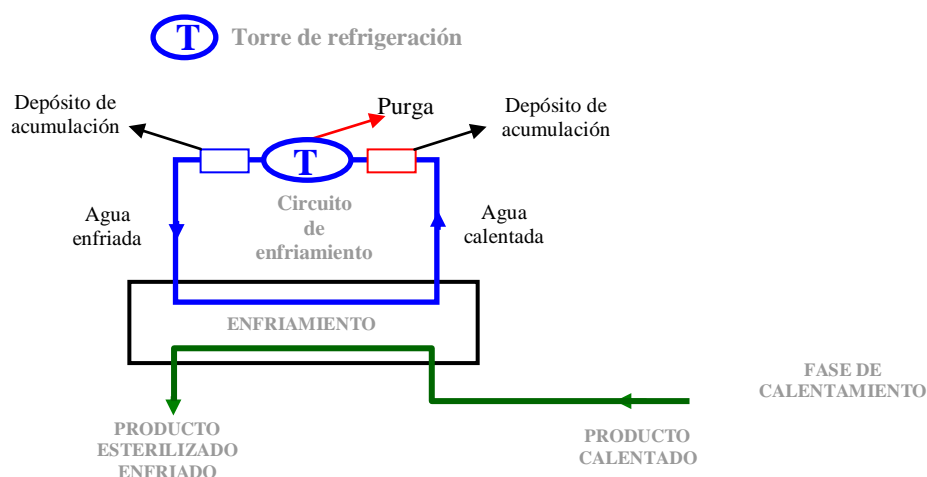 T Torre de refrigeración
Depósito de
acumulación
Purga
Depósito de
acumulación
T
Circuito
de
enfriamiento
Agua
enfriada
Agua
calentada
ENFRIAMIENTO
FASE DE
CALENTAMIENTO
PRODUCTO
ESTERILIZADO
ENFRIADO
PRODUCTO
CALENTADO